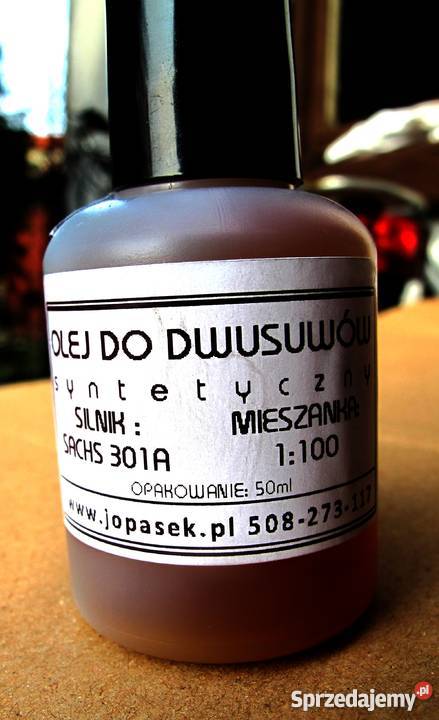 OLEJ DO DWUSUWÓW
syntetyczny
SILNIK : MIESZANKA:
SACHS 301A 1:100
OPAKOWANIE: 50ml
www.jopasek.pl 508-273-117
Sprzedajemy.pl